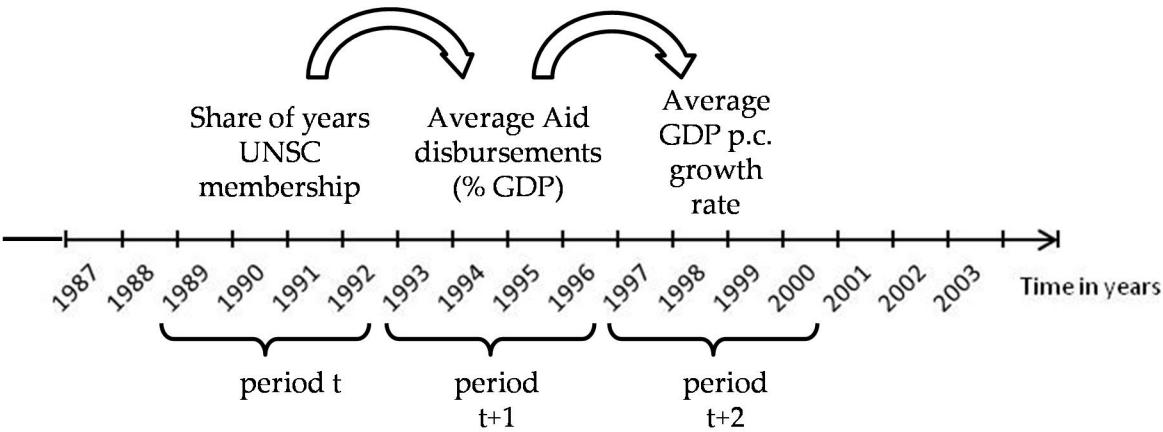 Share of years
UNSC
membership
Average Aid
disbursements
(% GDP)
Average
GDP p.c.
growth
rate
1987
1988
1989
1990
1991
1992
1993
1994
1995
1996
1997
1998
1999
2000
2001
2002
2003
Time in years
period t
period
t+1
period
t+2